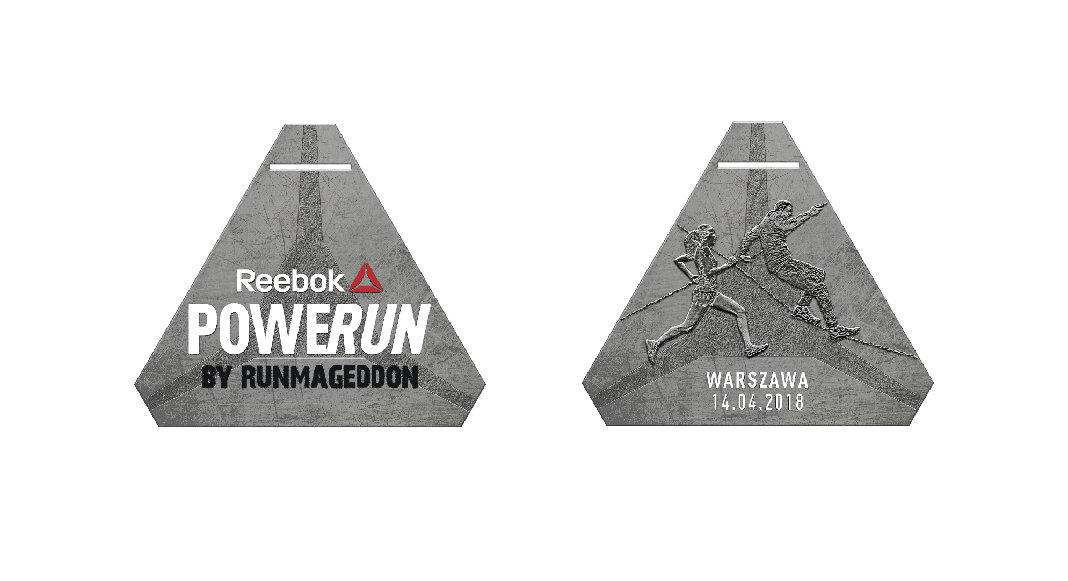 Reebok
POWERUN
BY RUNMAGEDDON
WARSZAWA
14.04.2018